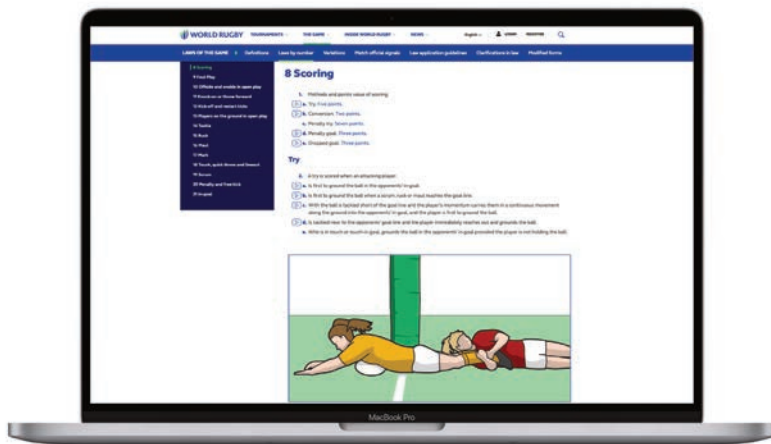 WORLD RUGBY TOURNAMENTS THE GAME INSIDE WORLD RUGBY NEWS English LOGIN REGISTER
LAWS OF THE GAME Definitions Laws by number Variations Match official signals Law application guidelines Clarifications in law Modified forms
8 Scoring
9 Foul Play
10 Offside and onside in open play
11 Knock-on or throw forward
12 Kick-off and restart kicks
13 Players on the ground in open play
14 Tackle
15 Ruck
16 Maul
17 Mark
18 Touch, quick throw and lineout
19 Scrum
20 Penalty and free-kick
21 In-goal
8 Scoring
1. Methods and points value of scoring
a. Try. Five points.
b. Conversion. Two points.
c. Penalty try. Seven points.
d. Penalty goal. Three points.
e. Dropped goal. Three points.
Try
2. A try is scored when an attacking player:
a. Is first to ground the ball in the opponents' in-goal.
b. Is first to ground the ball when a scrum, ruck or maul reaches the goal line.
c. With the ball is tackled short of the goal line and the player's momentum carries them in a continuous movement
along the ground into the opponents' in-goal, and the player is first to ground the ball.
d. Is tackled near to the opponents' goal line and the player immediately reaches out and grounds the ball.
e. Who is in touch or touch-in-goal, grounds the ball in the opponents' in-goal provided the player is not holding the ball.
MacBook Pro